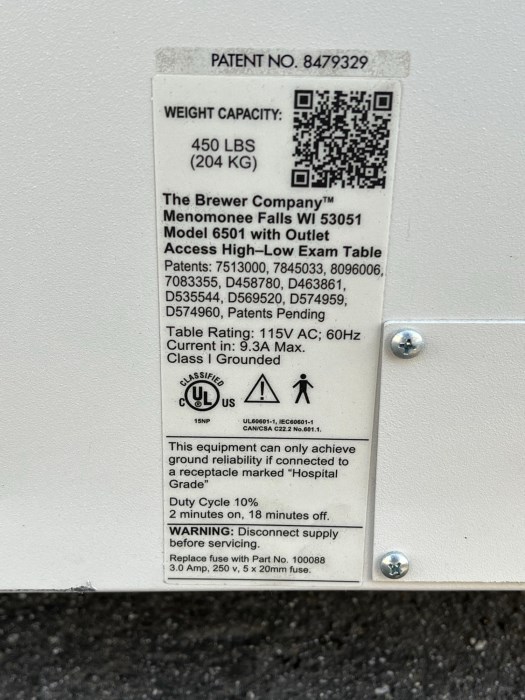 PATENT NO. 8479329
WEIGHT CAPACITY:
450 LBS
(204 KG)
The Brewer Company™
Menomonee Falls WI 53051
Model 6501 with Outlet
Access High–Low Exam Table
Patents: 7513000, 7845033, 8096006,
7083355, D458780, D463861,
D535544, D569520, D574959,
D574960, Patents Pending
Table Rating: 115V AC; 60Hz
Current in: 9.3A Max.
Class I Grounded
CLASSIFIED
C UL US
15NP
UL60601-1, IEC60601-1
CAN/CSA C22.2 No.601.1.
This equipment can only achieve
ground reliability if connected to
a receptacle marked "Hospital
Grade"
Duty Cycle 10%
2 minutes on, 18 minutes off.
WARNING: Disconnect supply
before servicing.
Replace fuse with Part No. 100088
3.0 Amp, 250 v, 5 x 20mm fuse.